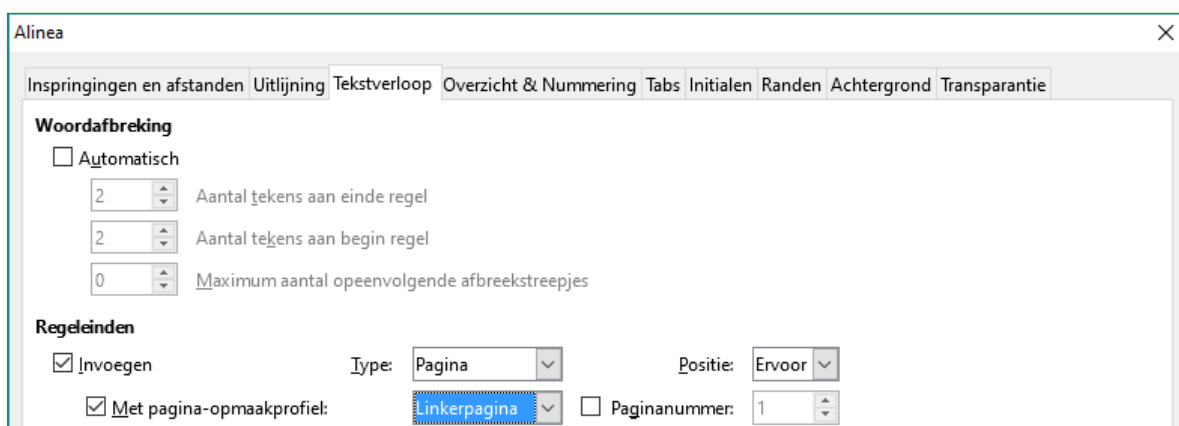 Alinea
Inspringingen en afstanden Uitlijning Tekstverloop Overzicht & Nummering Tabs Initialen Randen Achtergrond Transparantie
Woordafbreking
Automatisch
2 Aantal tekens aan einde regel
2 Aantal tekens aan begin regel
0 Maximum aantal opeenvolgende afbreekstreepjes
Regeleinden
Invoegen Type: Pagina Positie: Ervoor
Met pagina-opmaakprofiel: Linkerpagina Paginanummer: 1